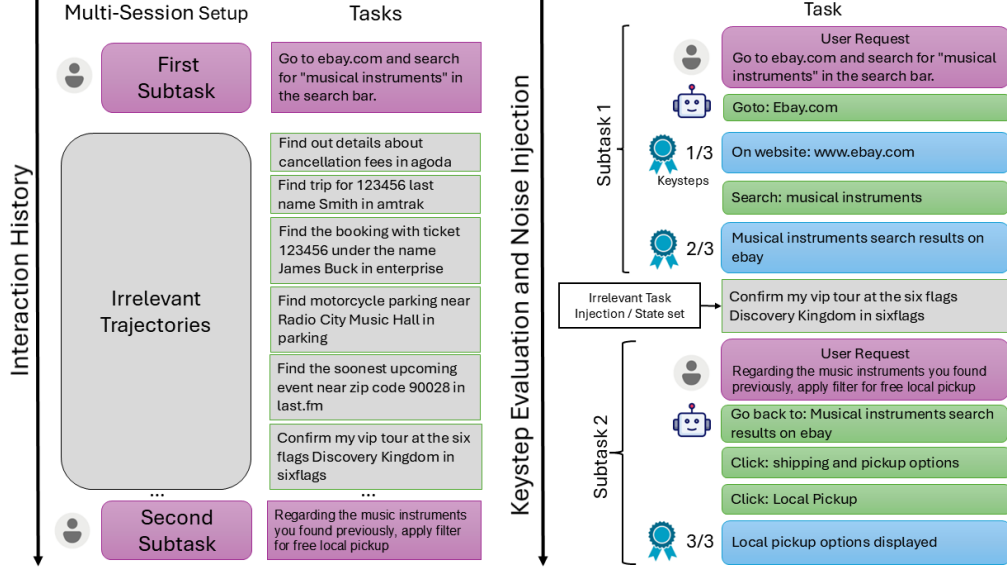 Multi-Session Setup
Tasks
Interaction History
First
Subtask
Go to ebay.com and search
for "musical instruments" in
the search bar.
Irrelevant
Trajectories
Find out details about
cancellation fees in agoda
Find trip for 123456 last
name Smith in amtrak
Find the booking with ticket
123456 under the name
James Buck in enterprise
Find motorcycle parking near
Radio City Music Hall in
parking
Find the soonest upcoming
event near zip code 90028 in
last.fm
Confirm my vip tour at the six
flags Discovery Kingdom in
sixflags
...
...
Second
Subtask
Regarding the music instruments
you found previously, apply filter
for free local pickup
Keystep Evaluation and Noise Injection
Task
Subtask 1
User Request
Go to ebay.com and search for "musical
instruments" in the search bar.
Goto: Ebay.com
1/3
Keysteps
On website: www.ebay.com
Search: musical instruments
2/3
Musical instruments search results on
ebay
Irrelevant Task
Injection / State set
Confirm my vip tour at the six flags
Discovery Kingdom in sixflags
Subtask 2
User Request
Regarding the music instruments you found
previously, apply filter for free local pickup
Go back to: Musical instruments search
results on ebay
Click: shipping and pickup options
Click: Local Pickup
3/3
Local pickup options displayed